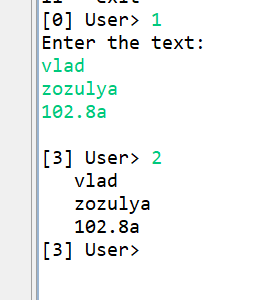 [0] User> 1
Enter the text:
vlad
zozulya
102.8a
[3] User> 2
vlad
zozulya
102.8a
[3] User>